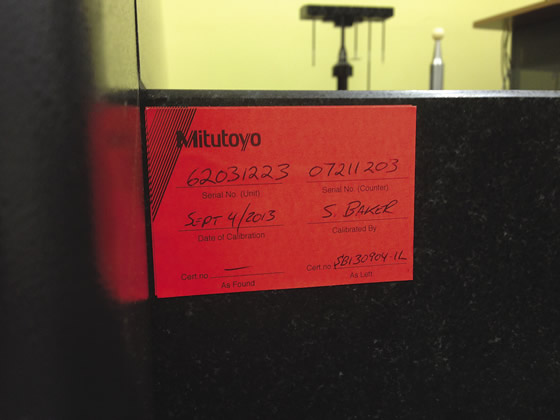 Mitutoyo
62031223 07211203
Serial No. (Unit) Serial No. (Counter)
SEPT 4/2013 S. BAKER
Date of Calibration Calibrated By
Cert no. — Cert no. SB130904-1L
As Found As Left